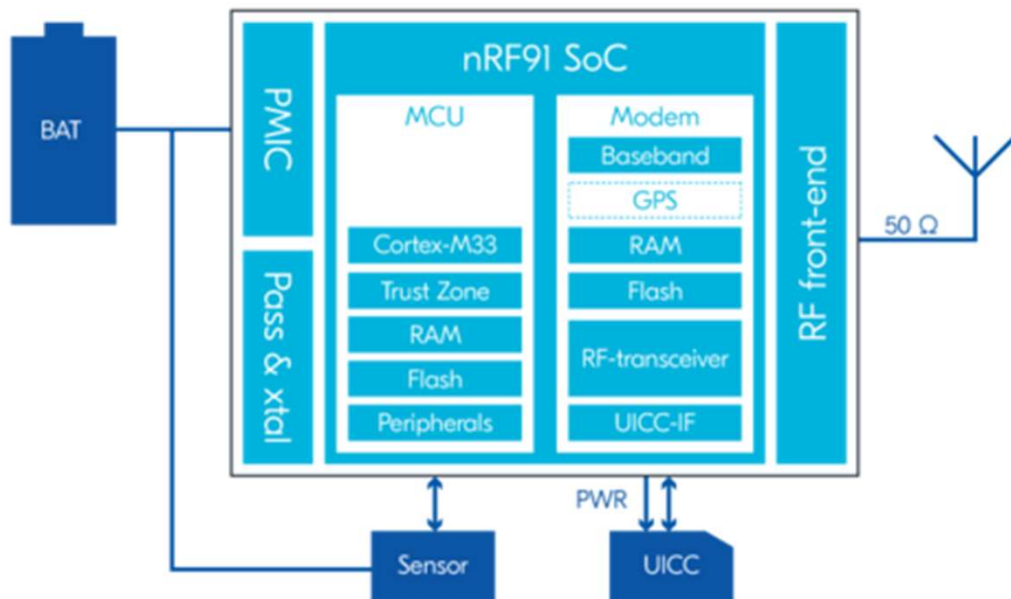 BAT
PMIC
Pass & xtal
nRF91 SoC
MCU
Cortex-M33
Trust Zone
RAM
Flash
Peripherals
Modem
Baseband
GPS
RAM
Flash
RF-transceiver
UICC-IF
RF front-end
50 Ω
PWR
Sensor
UICC